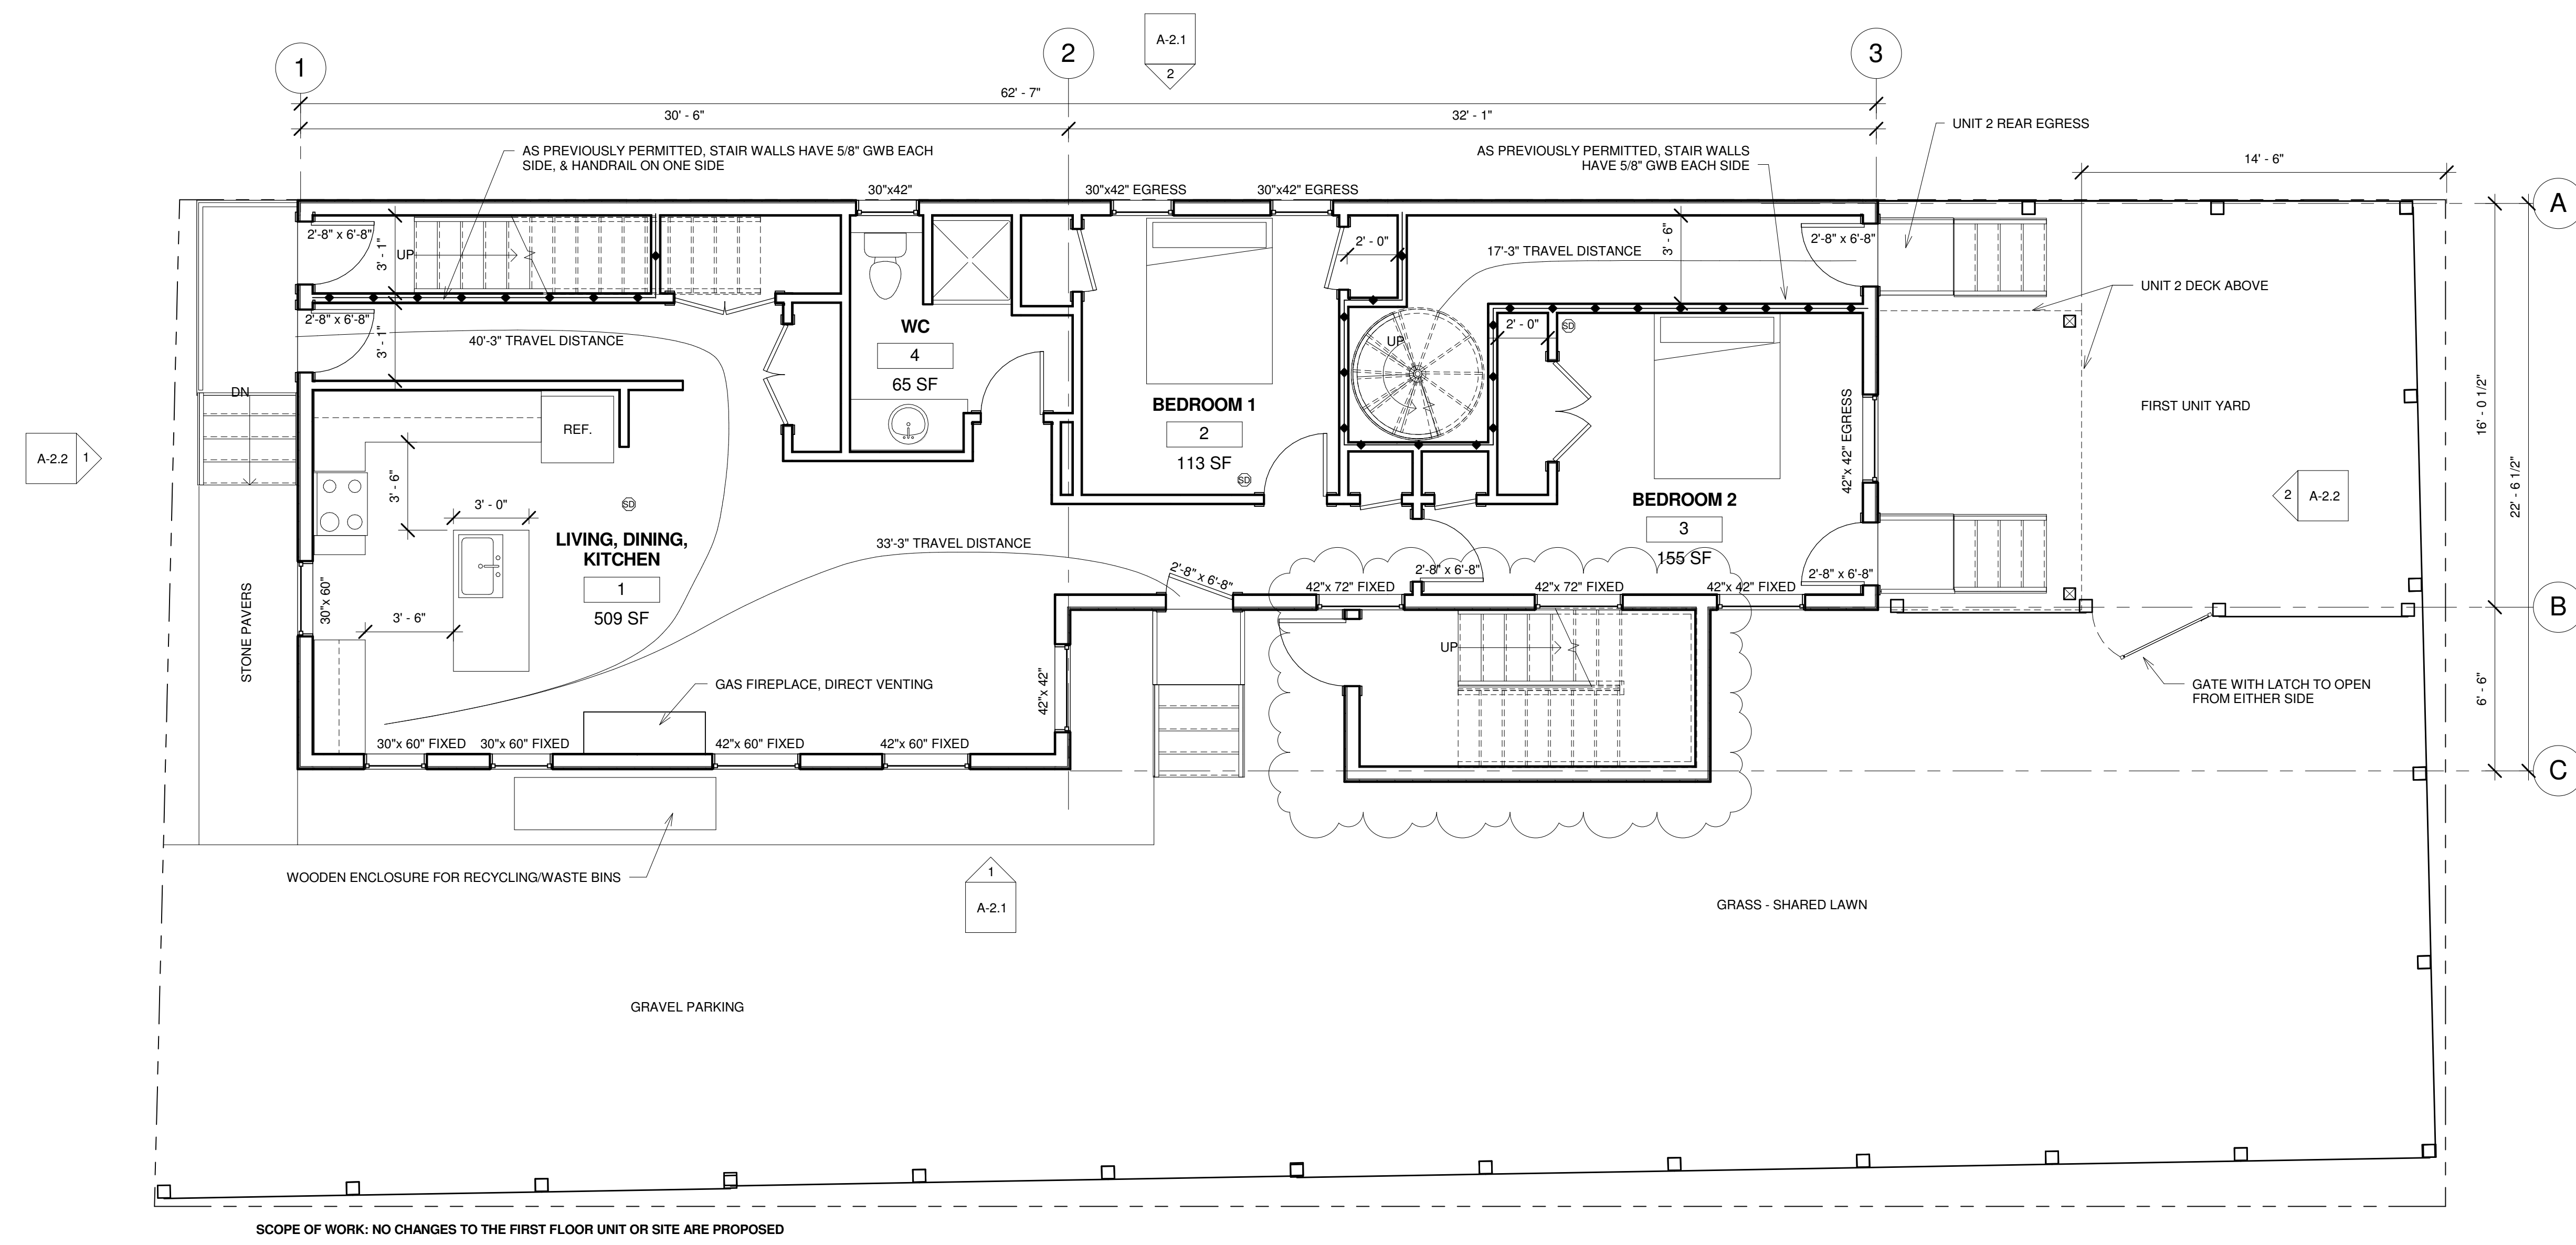 A-2.1
2
1
2
3
62' - 7"
30' - 6"
32' - 1"
UNIT 2 REAR EGRESS
AS PREVIOUSLY PERMITTED, STAIR WALLS HAVE 5/8" GWB EACH
SIDE, & HANDRAIL ON ONE SIDE
AS PREVIOUSLY PERMITTED, STAIR WALLS
HAVE 5/8" GWB EACH SIDE
14' - 6"
30"x42"
30"x42" EGRESS
30"x42" EGRESS
A
2'-8" x 6'-8"
3' - 1"
UP
2' - 0"
17'-3" TRAVEL DISTANCE
3' - 6"
2'-8" x 6'-8"
UNIT 2 DECK ABOVE
2'-8" x 6'-8"
3' - 1"
40'-3" TRAVEL DISTANCE
WC
4
65 SF
UP
2' - 0"
SD
DN
REF.
BEDROOM 1
2
113 SF
SD
42"x 42" EGRESS
FIRST UNIT YARD
16' - 0 1/2"
22' - 6 1/2"
A-2.2
1
3' - 6"
3' - 0"
SD
LIVING, DINING,
KITCHEN
1
509 SF
BEDROOM 2
3
155 SF
2
A-2.2
33'-3" TRAVEL DISTANCE
2'-8" x 6'-8"
2'-8" x 6'-8"
2'-8" x 6'-8"
42"x 72" FIXED
42"x 72" FIXED
42"x 42" FIXED
B
STONE PAVERS
30"x 60"
3' - 6"
UP
42"x 42"
GAS FIREPLACE, DIRECT VENTING
GATE WITH LATCH TO OPEN
FROM EITHER SIDE
6' - 6"
30"x 60" FIXED
30"x 60" FIXED
42"x 60" FIXED
42"x 60" FIXED
C
WOODEN ENCLOSURE FOR RECYCLING/WASTE BINS
1
A-2.1
GRASS - SHARED LAWN
GRAVEL PARKING
SCOPE OF WORK: NO CHANGES TO THE FIRST FLOOR UNIT OR SITE ARE PROPOSED